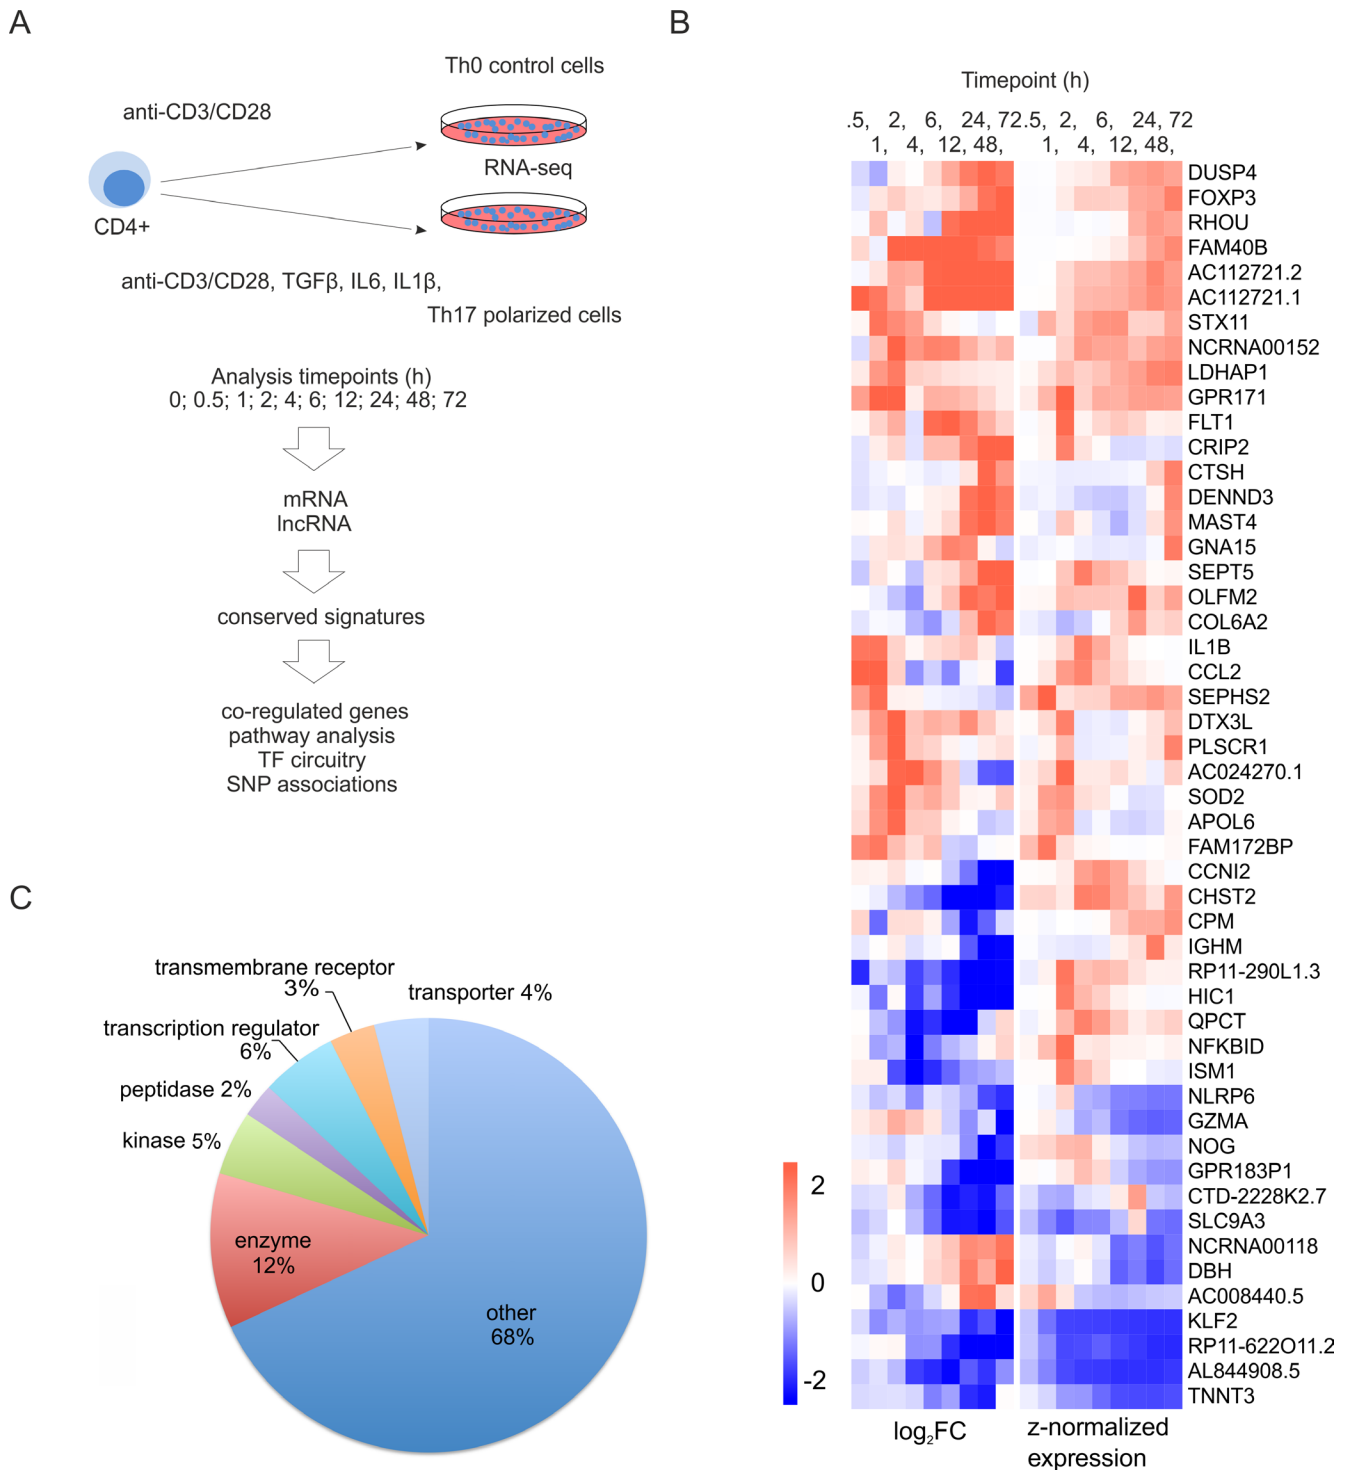 A
Th0 control cells
anti-CD3/CD28
RNA-seq
CD4+
anti-CD3/CD28, TGFβ, IL6, IL1β,
Th17 polarized cells
Analysis timepoints (h)
0; 0.5; 1; 2; 4; 6; 12; 24; 48; 72
mRNA
lncRNA
conserved signatures
co-regulated genes
pathway analysis
TF circuitry
SNP associations
B
Timepoint (h)
.5, 2, 6, 24, 72 .5, 2, 6, 24, 72
1, 4, 12, 48, 1, 4, 12, 48,
DUSP4
FOXP3
RHOU
FAM40B
AC112721.2
AC112721.1
STX11
NCRNA00152
LDHAP1
GPR171
FLT1
CRIP2
CTSH
DENND3
MAST4
GNA15
SEPT5
OLFM2
COL6A2
IL1B
CCL2
SEPHS2
DTX3L
PLSCR1
AC024270.1
SOD2
APOL6
FAM172BP
CCNI2
CHST2
CPM
IGHM
RP11-290L1.3
HIC1
QPCT
NFKBID
ISM1
NLRP6
GZMA
NOG
GPR183P1
CTD-2228K2.7
SLC9A3
NCRNA00118
DBH
AC008440.5
KLF2
RP11-622O11.2
AL844908.5
TNNT3
2
0
-2
log₂FC
z-normalized
expression
C
transmembrane receptor
3%
transporter 4%
transcription regulator
6%
peptidase 2%
kinase 5%
enzyme
12%
other
68%